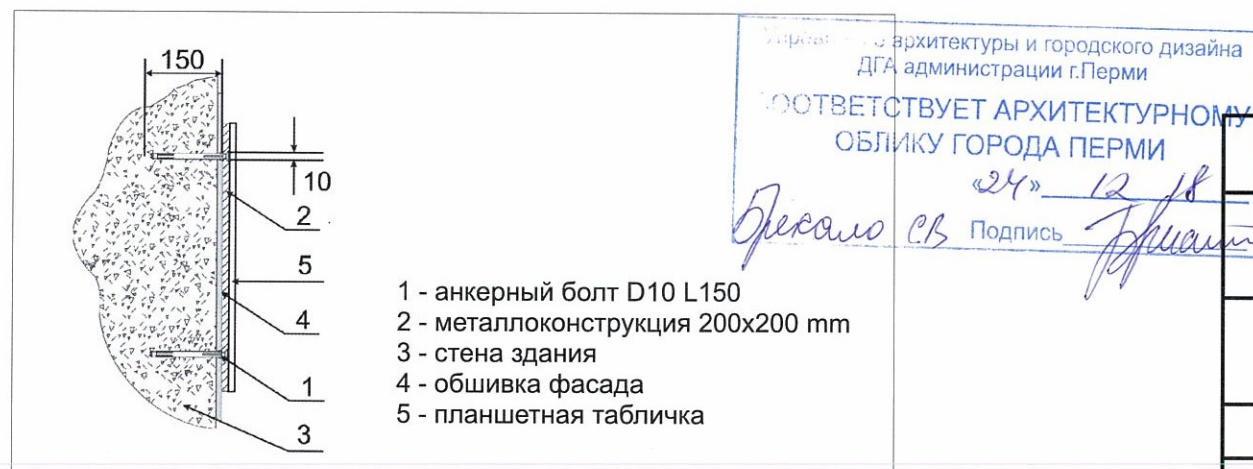 150
10
2
5
4
1
3
1 - анкерный болт D10 L150
2 - металлоконструкция 200x200 mm
3 - стена здания
4 - обшивка фасада
5 - планшетная табличка
архитектуры и городского дизайна
ДГА администрации г.Перми
СООТВЕТСТВУЕТ АРХИТЕКТУРНОМУ
ОБЛИКУ ГОРОДА ПЕРМИ
«24» 12 18
СВ Подпись